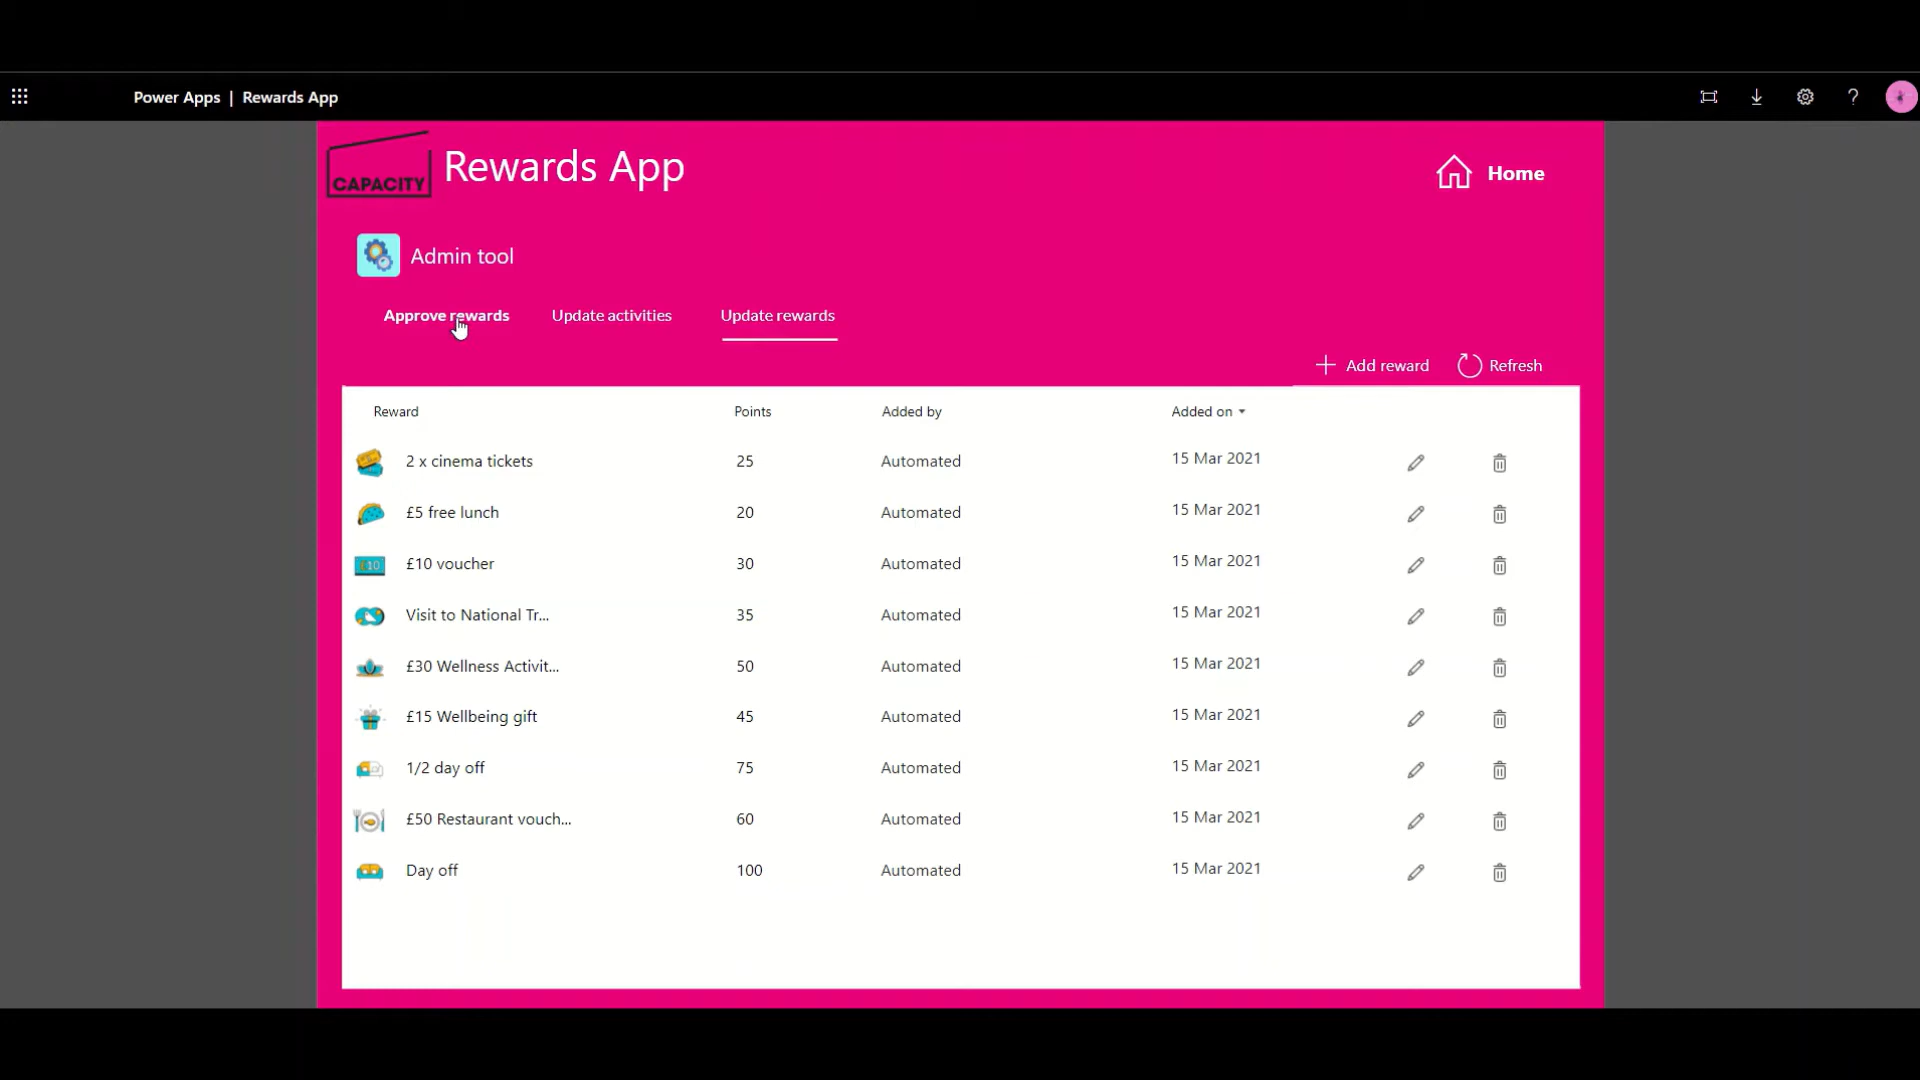 Power Apps | Rewards App
CAPACITY
Rewards App
Home
Admin tool
Approve rewards Update activities Update rewards
Add reward Refresh
Reward Points Added by Added on
2 x cinema tickets 25 Automated 15 Mar 2021
£5 free lunch 20 Automated 15 Mar 2021
£10 voucher 30 Automated 15 Mar 2021
Visit to National Tr... 35 Automated 15 Mar 2021
£30 Wellness Activit... 50 Automated 15 Mar 2021
£15 Wellbeing gift 45 Automated 15 Mar 2021
1/2 day off 75 Automated 15 Mar 2021
£50 Restaurant vouch... 60 Automated 15 Mar 2021
Day off 100 Automated 15 Mar 2021